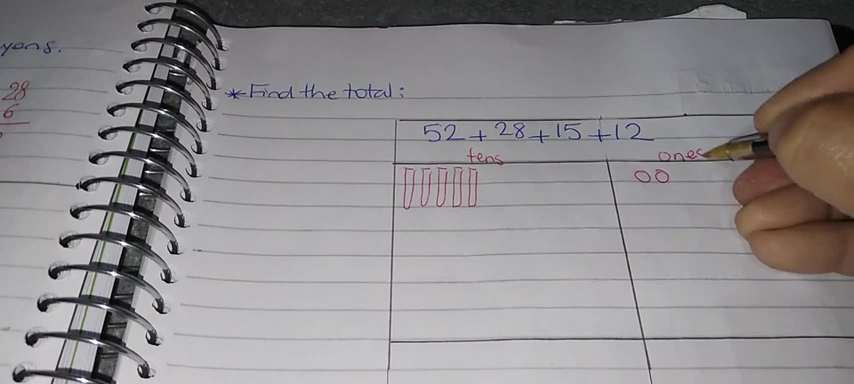 yons.
28
6
*Find the total:
52+28+15+12
tens ones